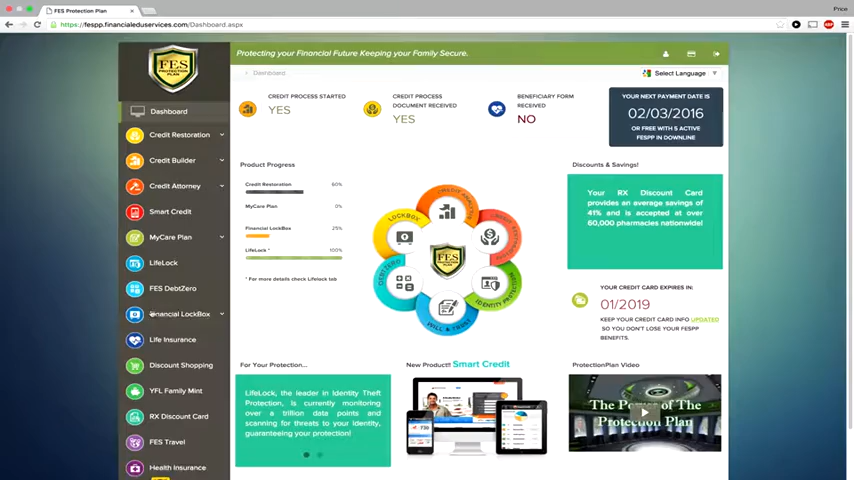 FES Protection Plan
Price
https://fespp.financialeduservices.com/Dashboard.aspx
FES
PROTECTION
PLAN
Protecting your Financial Future Keeping your Family Secure.
Dashboard
Select Language
Dashboard
Credit Restoration
Credit Builder
Credit Attorney
Smart Credit
MyCare Plan
LifeLock
FES DebtZero
Financial LockBox
Life Insurance
Discount Shopping
YFL Family Mint
RX Discount Card
FES Travel
Health Insurance
CREDIT PROCESS STARTED
YES
CREDIT PROCESS
DOCUMENT RECEIVED
YES
BENEFICIARY FORM
RECEIVED
NO
YOUR NEXT PAYMENT DATE IS
02/03/2016
OR FREE WITH 5 ACTIVE
FESPP IN DOWNLINE
Product Progress
Credit Restoration 60%
MyCare Plan 0%
Financial LockBox 25%
LifeLock * 100%
* For more details check Lifelock tab
LOCKBOX
IDENTITY PROTECTION
WILL & TRUST
DEBT ZERO
FES
PROTECTION
PLAN
Discounts & Savings!
Your RX Discount Card
provides an average savings of
41% and is accepted at over
60,000 pharmacies nationwide!
YOUR CREDIT CARD EXPIRES IN:
01/2019
KEEP YOUR CREDIT CARD INFO UPDATED
SO YOU DON'T LOSE YOUR FESPP
BENEFITS.
For Your Protection...
LifeLock, the leader in Identity Theft
Protection, is currently monitoring
over a trillion data points and
scanning for threats to your identity,
guaranteeing your protection!
New Product!! Smart Credit
730
ProtectionPlan Video
The Power of The
Protection Plan